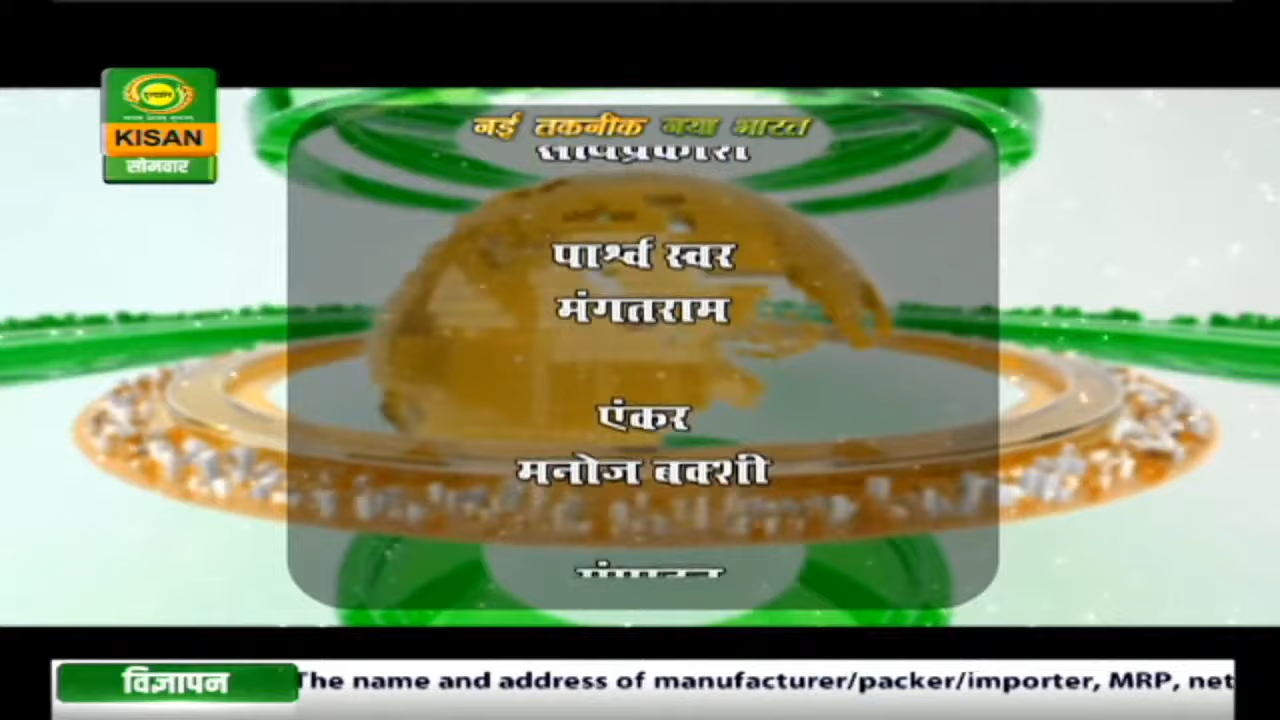 KISAN
सोमवार
नई तकनीक नया भारत
पार्श्व स्वर
मंगतराम
एंकर
मनोज बक्शी
विज्ञापन
The name and address of manufacturer/packer/importer, MRP, net